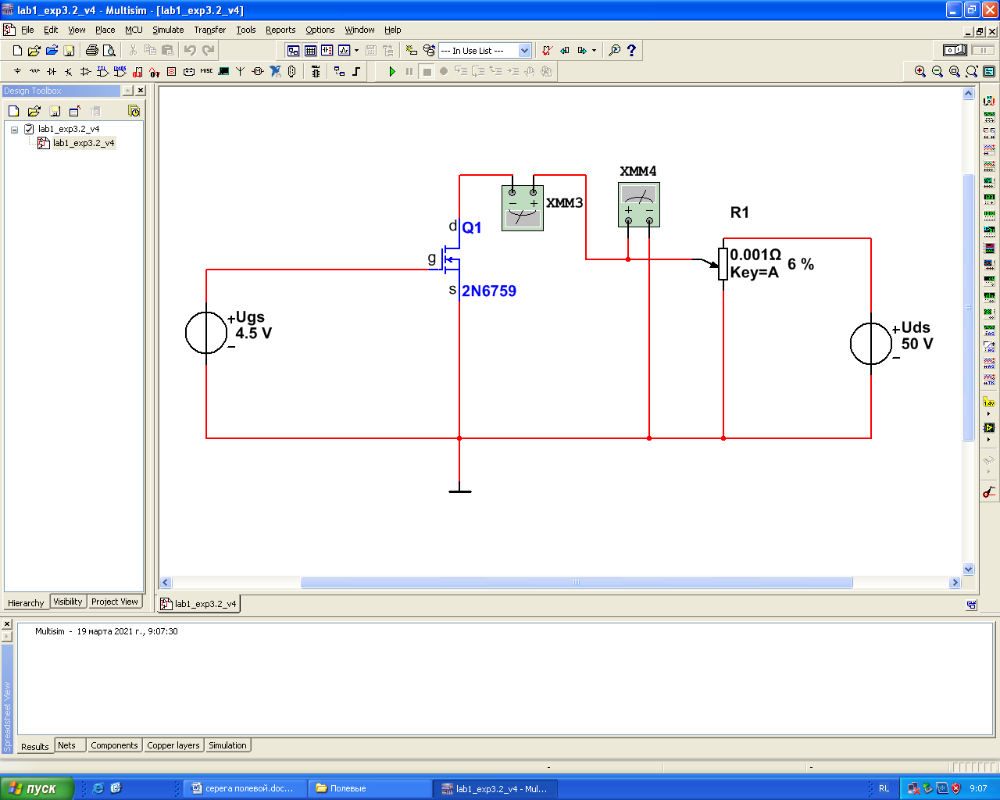 lab1_exp3.2_v4 - Multisim - [lab1_exp3.2_v4]
File Edit View Place MCU Simulate Transfer Tools Reports Options Window Help
--- In Use List ---
MISC
Design Toolbox
lab1_exp3.2_v4
lab1_exp3.2_v4
XMM4
XMM3
R1
d
Q1
g
0.001Ω
6 %
Key=A
s
2N6759
+
Ugs
4.5 V
−
+
Uds
50 V
−
Hierarchy
Visibility
Project View
lab1_exp3.2_v4
Multisim - 19 марта 2021 г., 9:07:30
Spreadsheet View
Results
Nets
Components
Copper layers
Simulation
-
-
пуск
серега полевой.doc...
Полевые
lab1_exp3.2_v4 - Mul...
RL
9:07